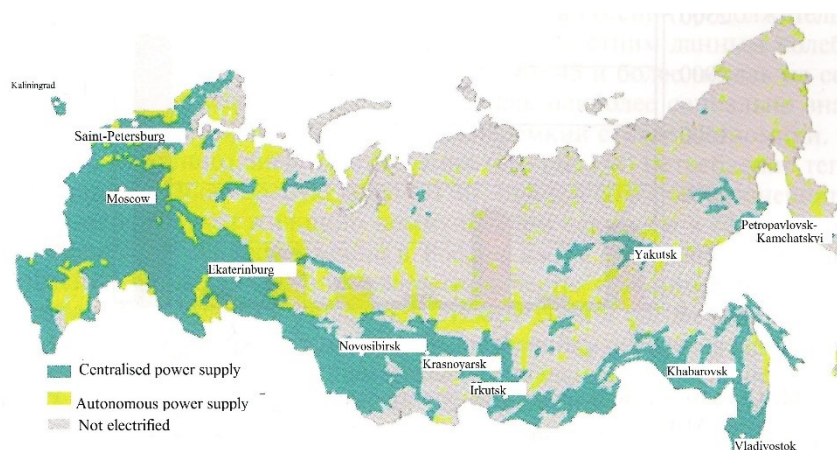 Kaliningrad
Saint-Petersburg
Moscow
Ekaterinburg
Petropavlovsk-
Kamchatskyi
Yakutsk
Novosibirsk
Krasnoyarsk
Irkutsk
Khabarovsk
Vladivostok
Centralised power supply
Autonomous power supply
Not electrified